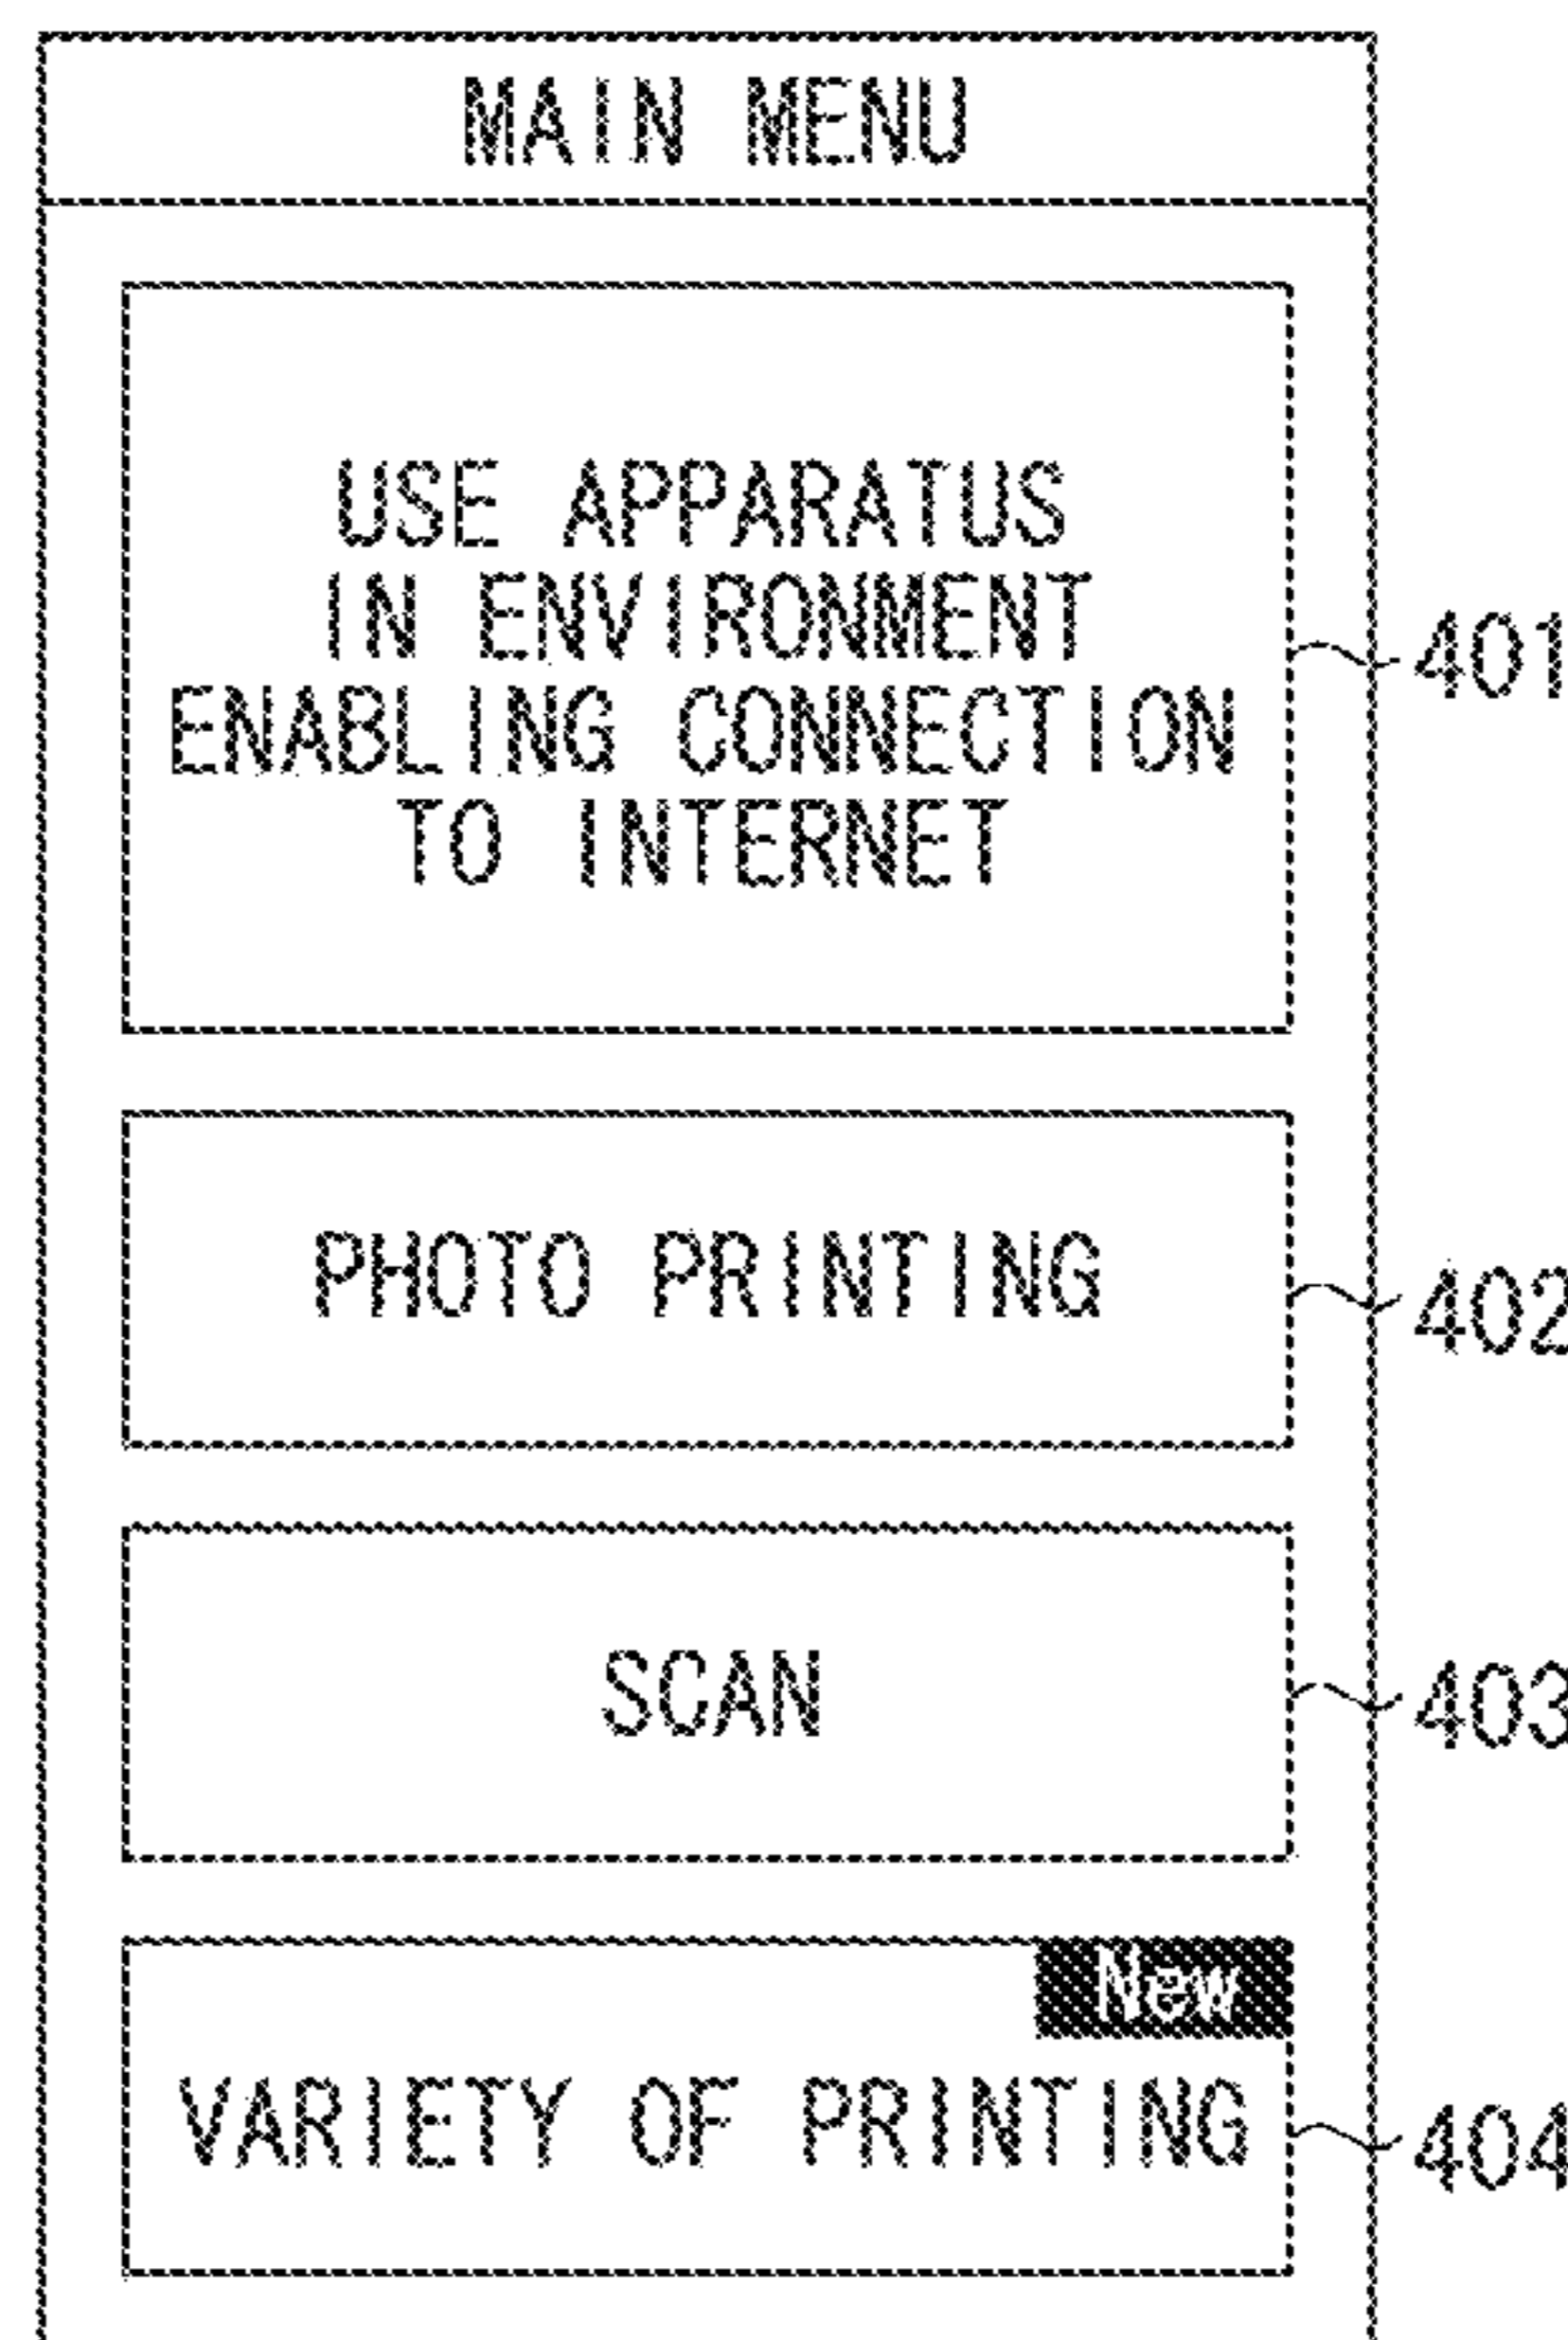 MAIN MENU
USE APPARATUS
IN ENVIRONMENT
ENABLING CONNECTION
TO INTERNET
401
PHOTO PRINTING
402
SCAN
403
New
VARIETY OF PRINTING
404